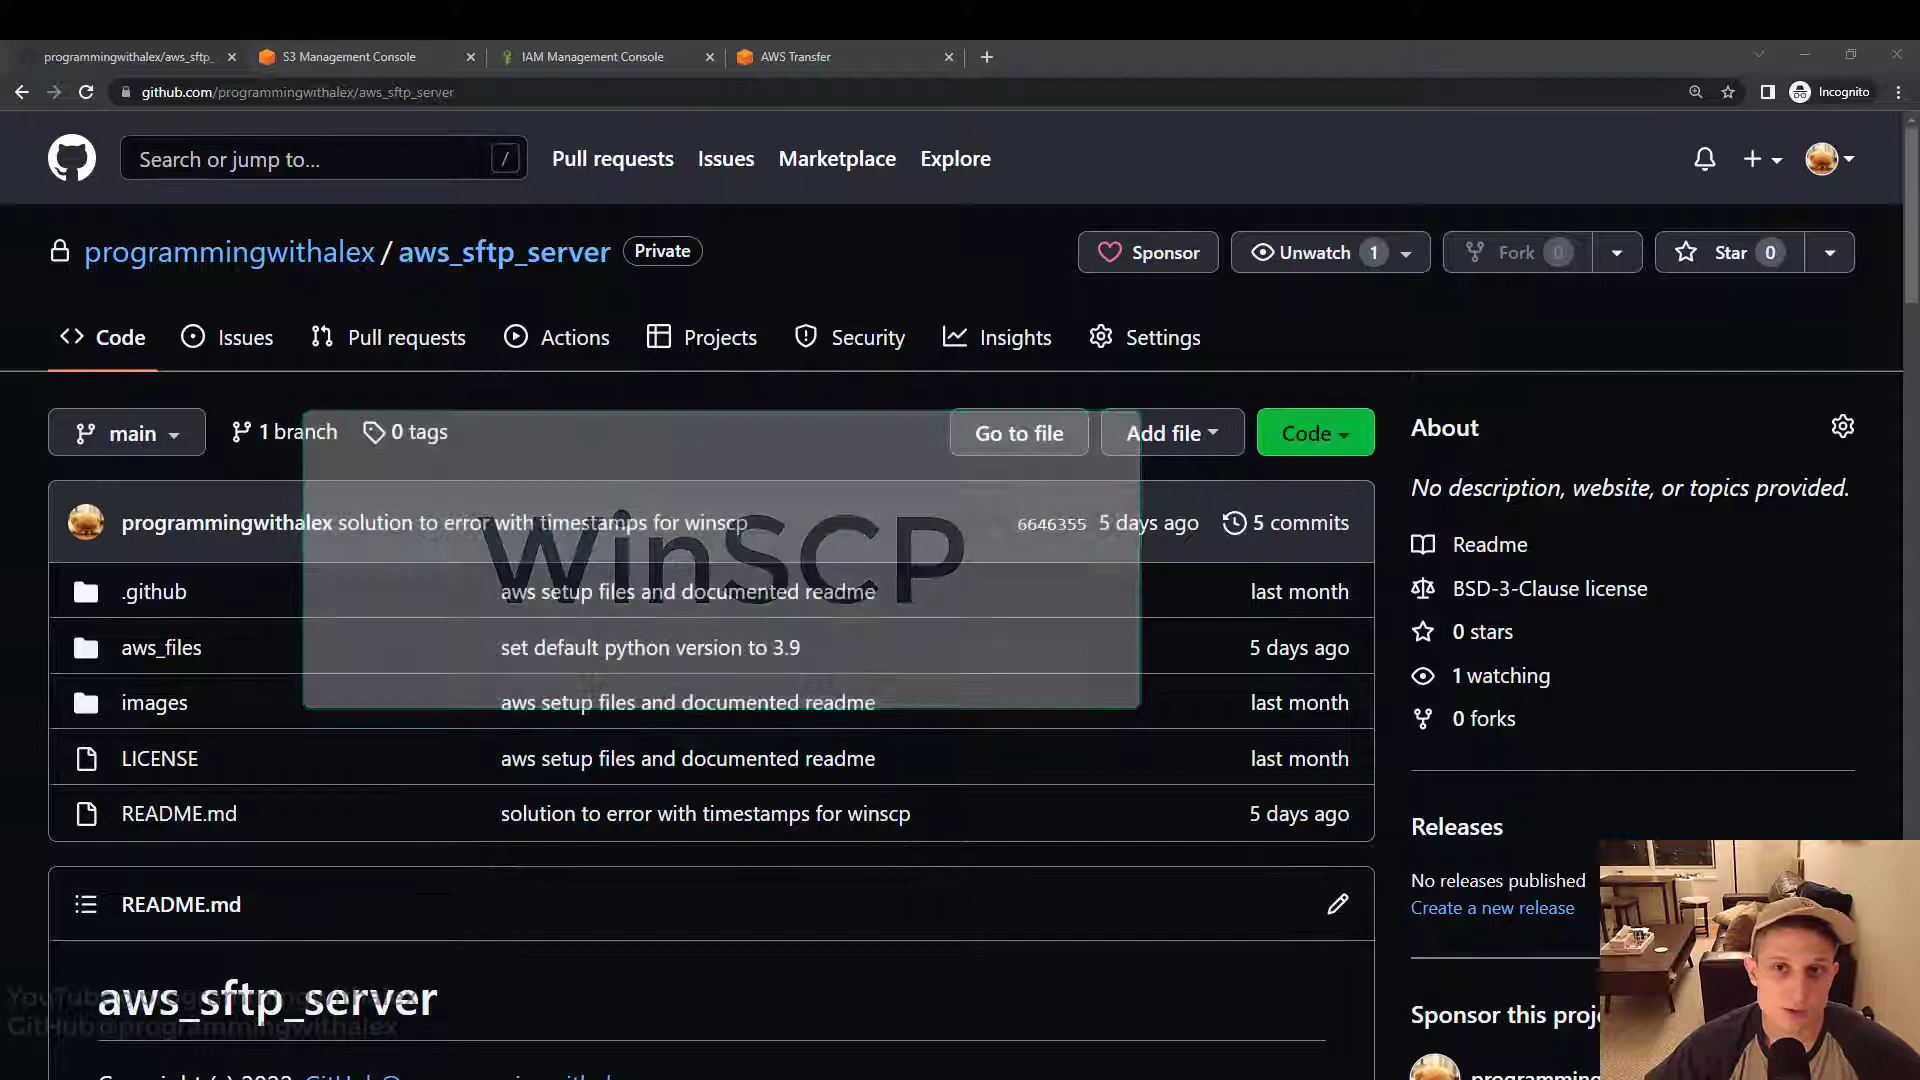 programmingwithalex/aws_sftp_
S3 Management Console
IAM Management Console
AWS Transfer
github.com/programmingwithalex/aws_sftp_server
Incognito
Search or jump to...
/
Pull requests
Issues
Marketplace
Explore
programmingwithalex / aws_sftp_server
Private
Sponsor
Unwatch 1
Fork 0
Star 0
Code
Issues
Pull requests
Actions
Projects
Security
Insights
Settings
main
1 branch
0 tags
Go to file
Add file
Code
programmingwithalex solution to error with timestamps for winscp
6646355 5 days ago
5 commits
WinSCP
.github
aws setup files and documented readme
last month
aws_files
set default python version to 3.9
5 days ago
images
aws setup files and documented readme
last month
LICENSE
aws setup files and documented readme
last month
README.md
solution to error with timestamps for winscp
5 days ago
About
No description, website, or topics provided.
Readme
BSD-3-Clause license
0 stars
1 watching
0 forks
Releases
No releases published
Create a new release
Sponsor this proje
README.md
aws_sftp_server
YouTube@programmingwithalex
GitHub@programmingwithalex